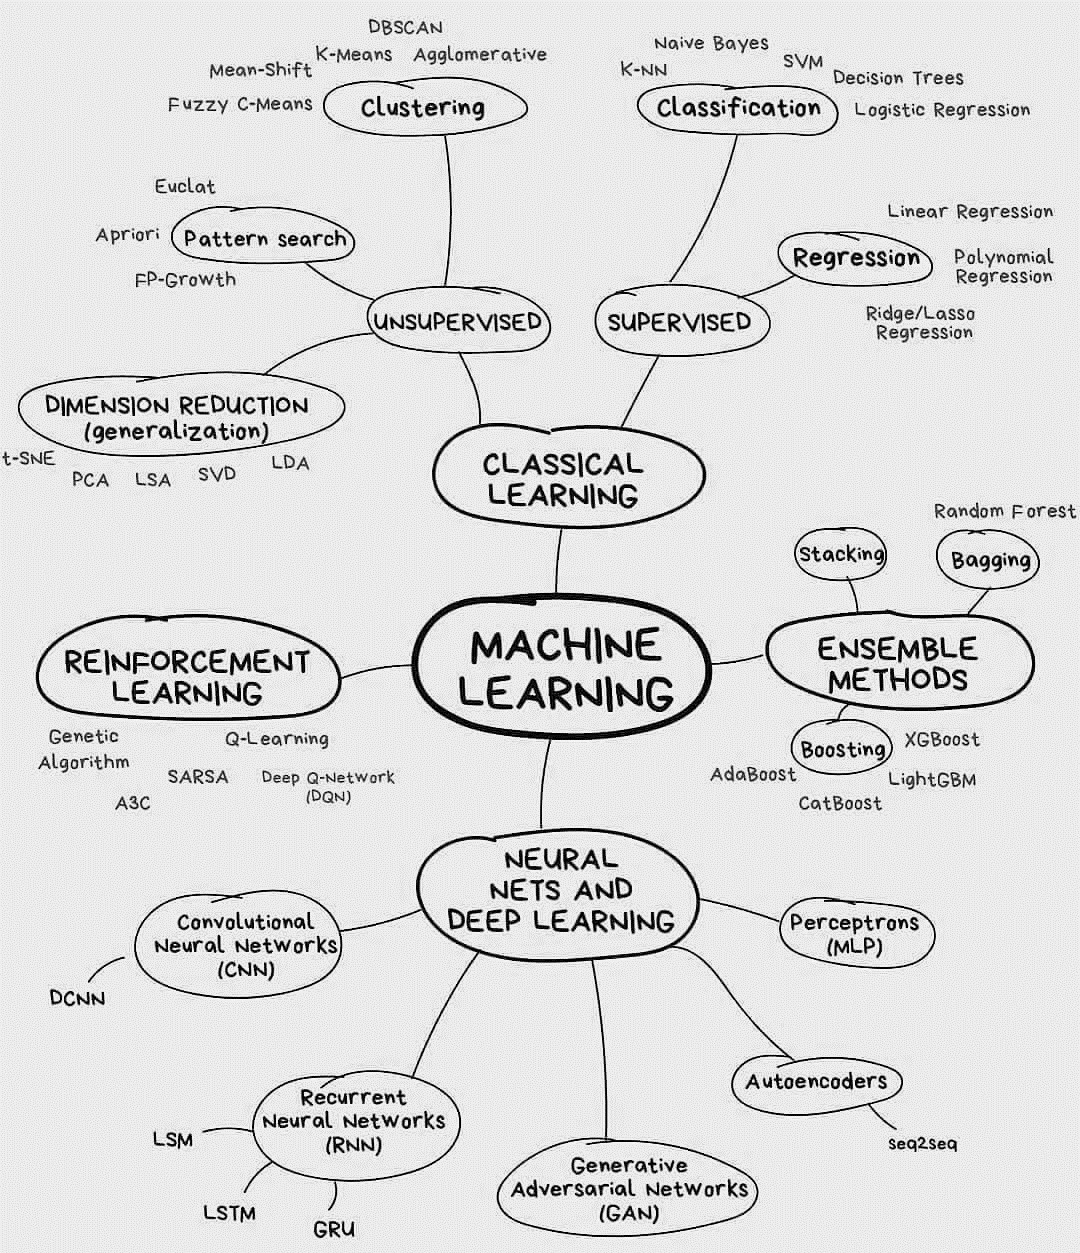 DBSCAN
K-Means
Agglomerative
Mean-Shift
Fuzzy C-Means
Clustering
Naive Bayes
K-NN
SVM
Decision Trees
Classification
Logistic Regression
Euclat
Apriori
Pattern search
FP-Growth
Linear Regression
Regression
Polynomial
Regression
Ridge/Lasso
Regression
UNSUPERVISED
SUPERVISED
DIMENSION REDUCTION
(generalization)
t-SNE
PCA
LSA
SVD
LDA
CLASSICAL
LEARNING
Random Forest
Stacking
Bagging
MACHINE
LEARNING
REINFORCEMENT
LEARNING
ENSEMBLE
METHODS
Genetic
Algorithm
Q-Learning
SARSA
Deep Q-Network
(DQN)
A3C
Boosting
XGBoost
AdaBoost
LightGBM
CatBoost
NEURAL
NETS AND
DEEP LEARNING
Convolutional
Neural Networks
(CNN)
DCNN
Perceptrons
(MLP)
Recurrent
Neural Networks
(RNN)
LSM
LSTM
GRU
Autoencoders
seq2seq
Generative
Adversarial Networks
(GAN)